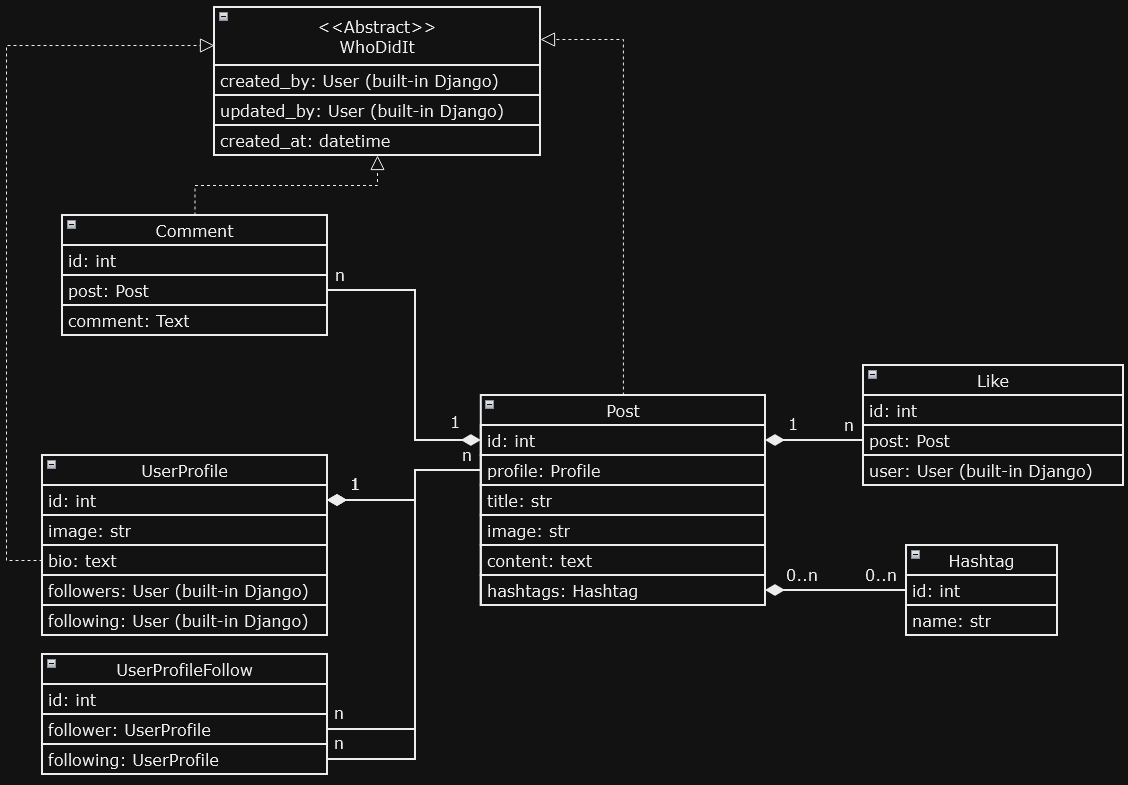 <<Abstract>>
WhoDidIt
created_by: User (built-in Django)
updated_by: User (built-in Django)
created_at: datetime
Comment
id: int
post: Post
comment: Text
n
1
Post
id: int
profile: Profile
title: str
image: str
content: text
hashtags: Hashtag
1
n
Like
id: int
post: Post
user: User (built-in Django)
n
1
UserProfile
id: int
image: str
bio: text
followers: User (built-in Django)
following: User (built-in Django)
0..n
0..n
Hashtag
id: int
name: str
UserProfileFollow
id: int
follower: UserProfile
following: UserProfile
n
n